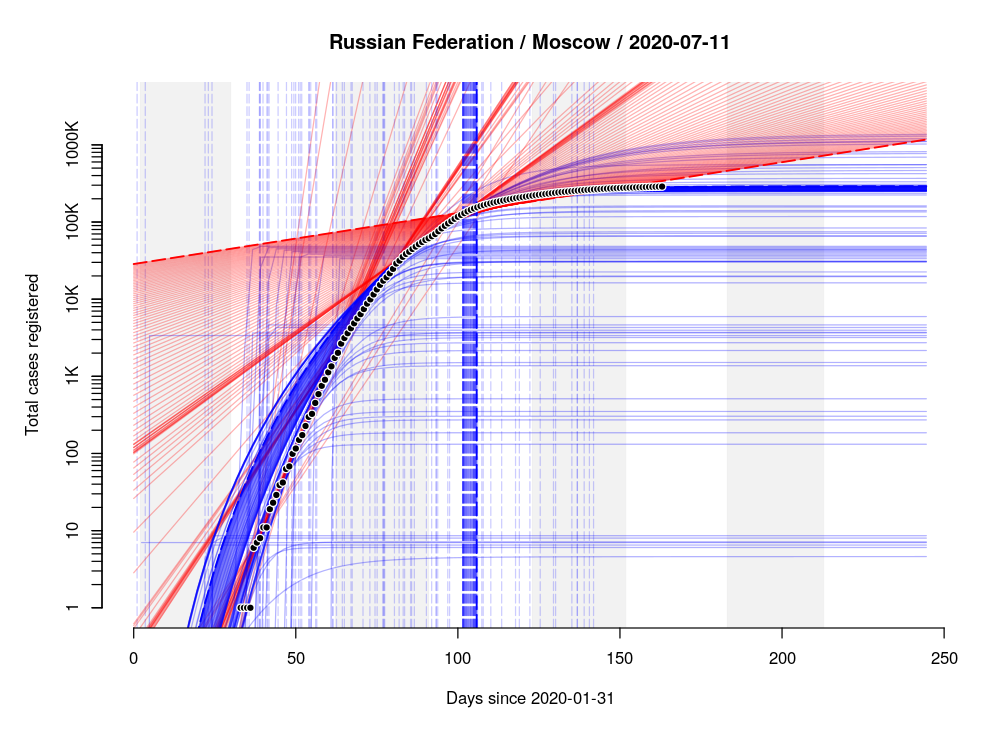 Russian Federation / Moscow / 2020-07-11
Total cases registered
1000K
100K
10K
1K
100
10
1
0 50 100 150 200 250
Days since 2020-01-31